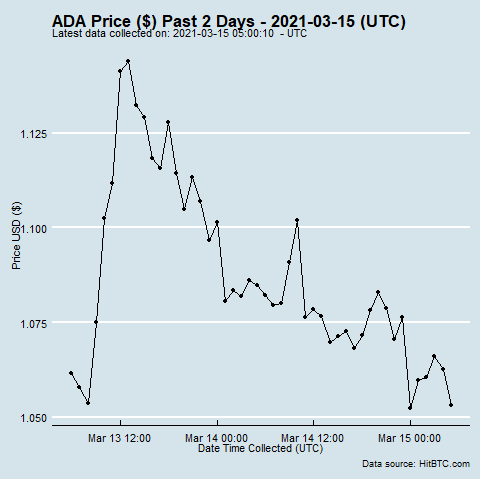 ADA Price ($) Past 2 Days - 2021-03-15 (UTC)
Latest data collected on: 2021-03-15 05:00:10  - UTC
Price USD ($)
1.125
1.100
1.075
1.050
Mar 13 12:00
Mar 14 00:00
Mar 14 12:00
Mar 15 00:00
Date Time Collected (UTC)
Data source: HitBTC.com